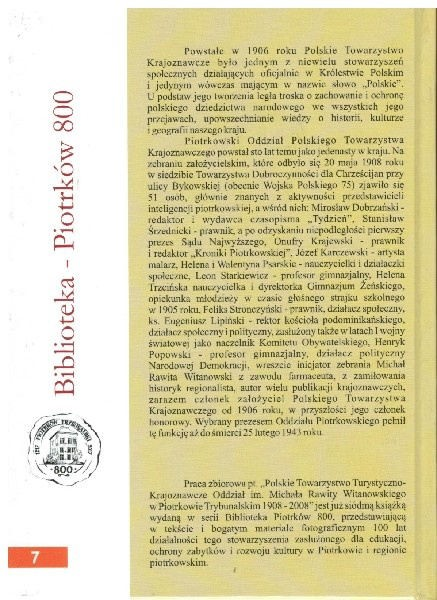 Biblioteka - Piotrków 800
800
7
Powstałe w 1906 roku Polskie Towarzystwo
Krajoznawcze było jednym z niewielu stowarzyszeń
społecznych działających oficjalnie w Królestwie Polskim
i jedynym wówczas mającym w nazwie słowo „Polskie".
U podstaw jego tworzenia legła troska o zachowanie i ochronę
polskiego dziedzictwa narodowego we wszystkich jego
przejawach, upowszechnianie wiedzy o historii, kulturze
i geografii naszego kraju.
Piotrkowski Oddział Polskiego Towarzystwa
Krajoznawczego powstał sto lat temu jako jedenasty w kraju. Na
zebraniu założycielskim, które odbyło się 20 maja 1908 roku
w siedzibie Towarzystwa Dobroczynności dla Chrześcijan przy
ulicy Bykowskiej (obecnie Wojska Polskiego 75) zjawiło się
51 osób, głównie znanych z aktywności przedstawicieli
inteligencji piotrkowskiej, a wśród nich: Mirosław Dobrzański -
redaktor i wydawca czasopisma „Tydzień", Stanisław
Śrzednicki - prawnik, a po odzyskaniu niepodległości pierwszy
prezes Sądu Najwyższego, Onufry Krajewski - prawnik
i redaktor „Kroniki Piotrkowskiej", Józef Karczewski - artysta
malarz, Helena i Walentyna Psarskie - nauczycielki i działaczki
społeczne, Leon Starkiewicz - profesor gimnazjalny, Helena
Trzcińska nauczycielka i dyrektorka Gimnazjum Żeńskiego,
opiekunka młodzieży w czasie głośnego strajku szkolnego
w 1905 roku, Feliks Stronczyński - prawnik, działacz społeczny,
ks. Eugeniusz Lipiński - rektor kościoła podominikańskiego,
działacz społeczny i polityczny, zasłużony także w latach I wojny
światowej jako naczelnik Komitetu Obywatelskiego, Henryk
Popowski - profesor gimnazjalny, działacz polityczny
Narodowej Demokracji, wreszcie inicjator zebrania Michał
Rawita Witanowski z zawodu farmaceuta, z zamiłowania
historyk regionalista, autor wielu publikacji krajoznawczych,
zarazem członek założyciel Polskiego Towarzystwa
Krajoznawczego od 1906 roku, w przyszłości jego członek
honorowy. Wybrany prezesem Oddziału Piotrkowskiego pełnił
tę funkcję aż do śmierci 25 lutego 1943 roku.
Praca zbiorowa pt. „Polskie Towarzystwo Turystyczno-
Krajoznawcze Oddział im. Michała Rawity Witanowskiego
w Piotrkowie Trybunalskim 1908 - 2008" jest już siódmą książką
wydaną w serii Biblioteka Piotrków 800, przedstawiającą
w tekście i bogatym materiale fotograficznym 100 lat
działalności tego stowarzyszenia zasłużonego dla edukacji,
ochrony zabytków i rozwoju kultury w Piotrkowie i regionie
piotrkowskim.